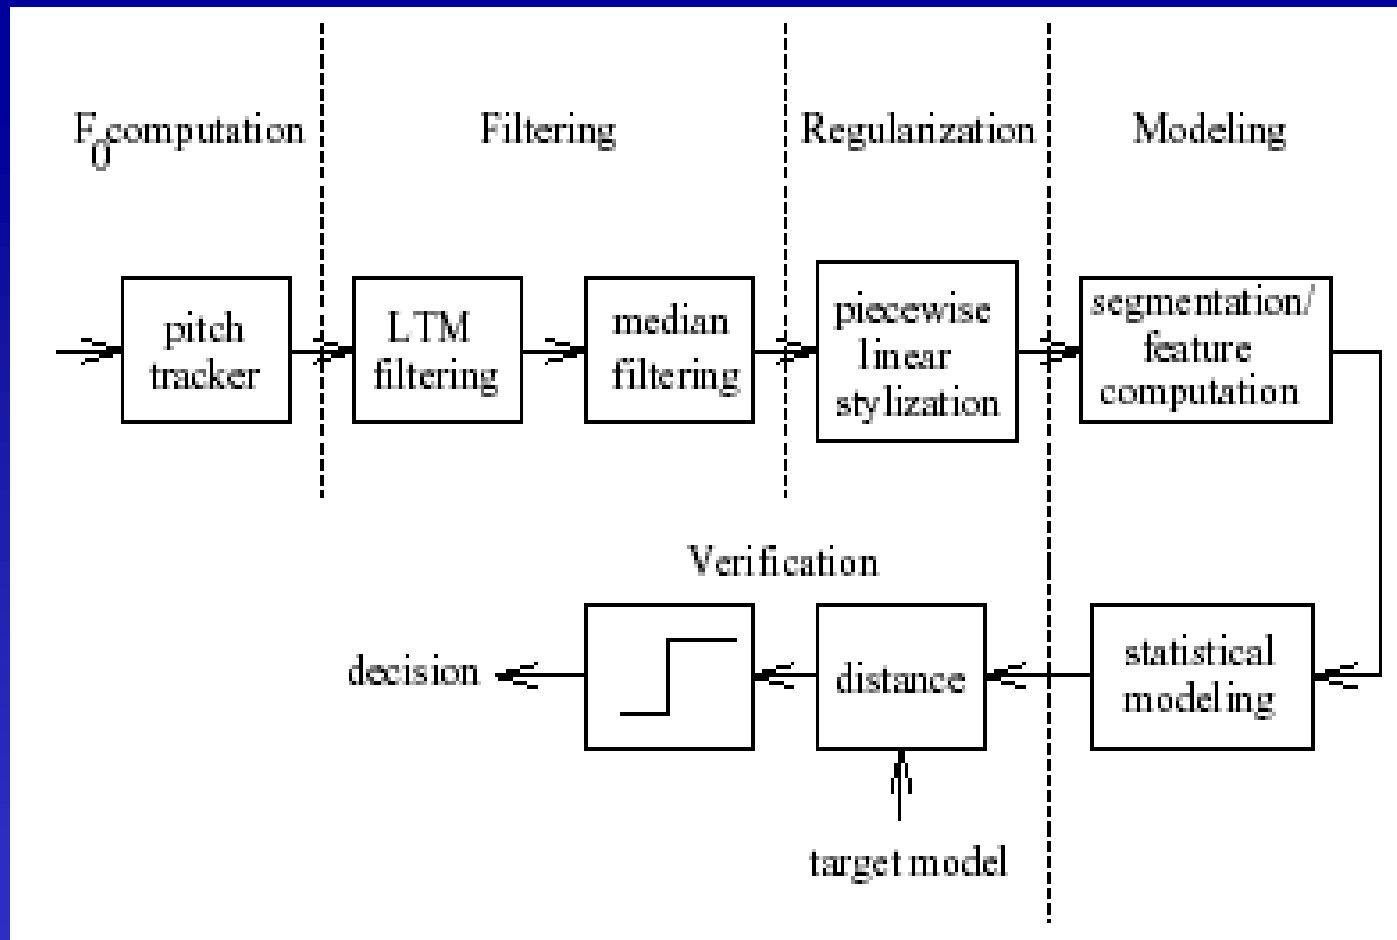 F0 computation
Filtering
Regularization
Modeling
pitch
tracker
LTM
filtering
median
filtering
piecewise
linear
stylization
segmentation/
feature
computation
Verification
decision
distance
statistical
modeling
target model